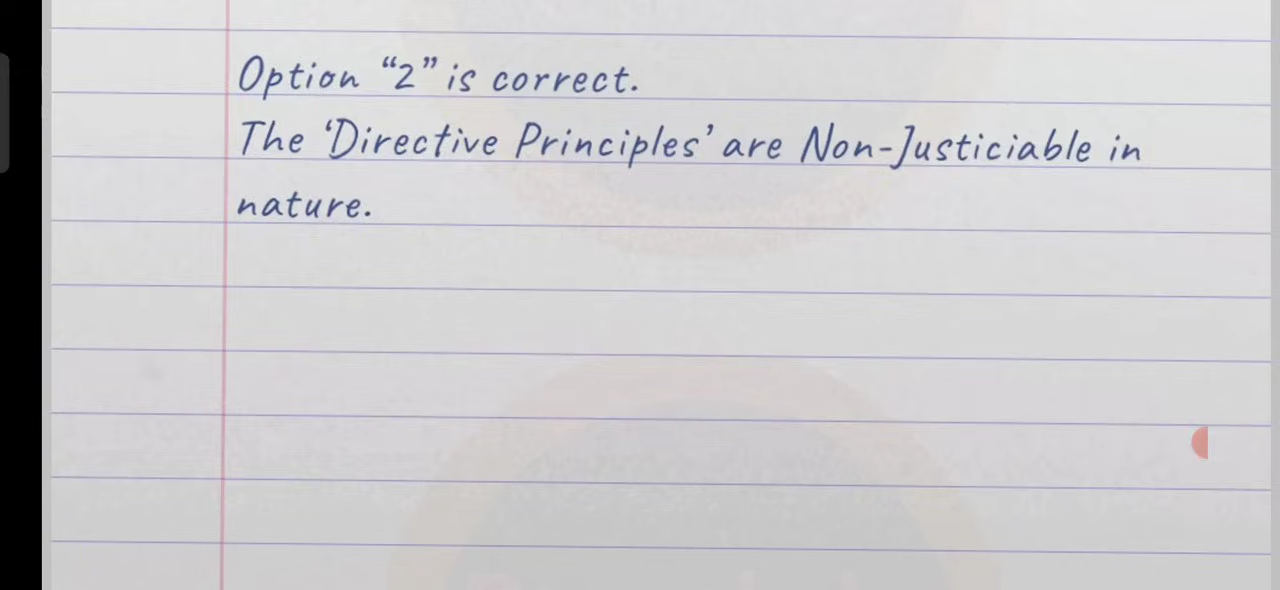 Option “2” is correct.
The ‘Directive Principles’ are Non-Justiciable in
nature.